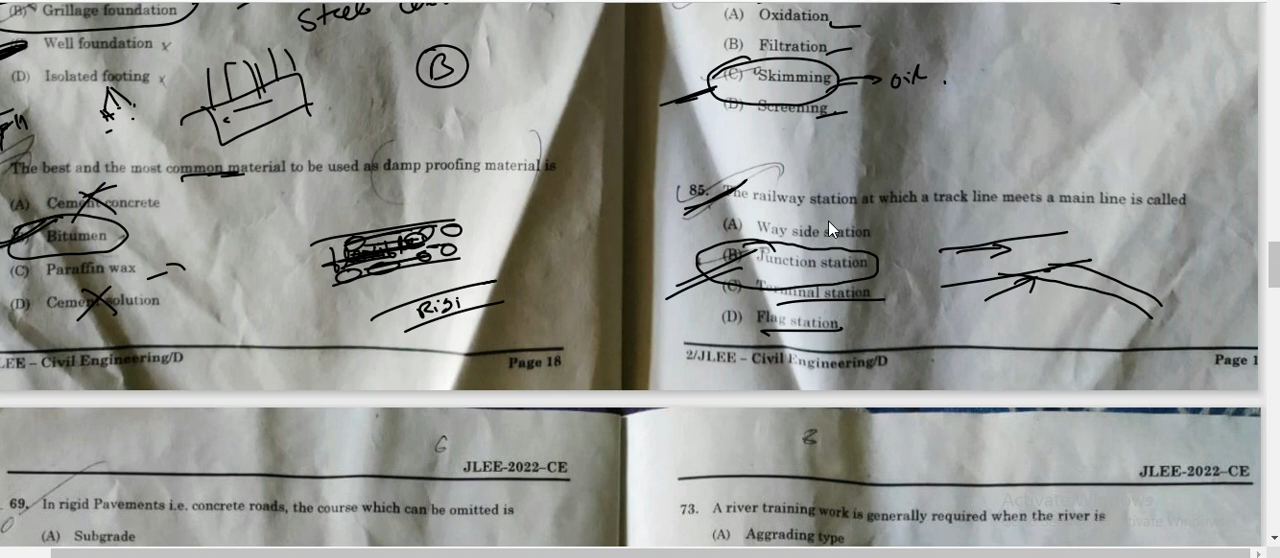 (B) Grillage foundation
Well foundation x
(D) Isolated footing x
B
The best and the most common material to be used as damp proofing material is
(A) Cement concrete
Bitumen
(C) Paraffin wax
(D) Cement solution
Risi
LEE – Civil Engineering/D Page 18
(A) Oxidation
(B) Filtration
(C) Skimming → oil.
(D) Screening
85. The railway station at which a track line meets a main line is called
(A) Way side station
(B) Junction station
(C) Terminal station
(D) Flag station
2/JLEE – Civil Engineering/D Page 1
6
JLEE-2022–CE
69. In rigid Pavements i.e. concrete roads, the course which can be omitted is
(A) Subgrade
8
JLEE-2022–CE
73. A river training work is generally required when the river is
(A) Aggrading type
Activate Windows